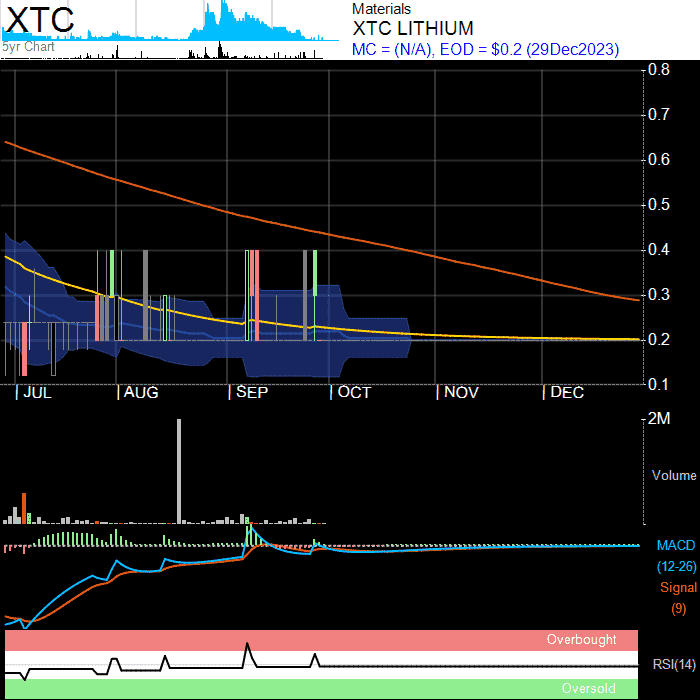 XTC
5yr Chart
Materials
XTC LITHIUM
MC = (N/A), EOD = $0.2 (29Dec2023)
0.8
0.7
0.6
0.5
0.4
0.3
0.2
0.1
JUL AUG SEP OCT NOV DEC
2M
Volume
MACD
(12-26)
Signal
(9)
Overbought
RSI(14)
Oversold